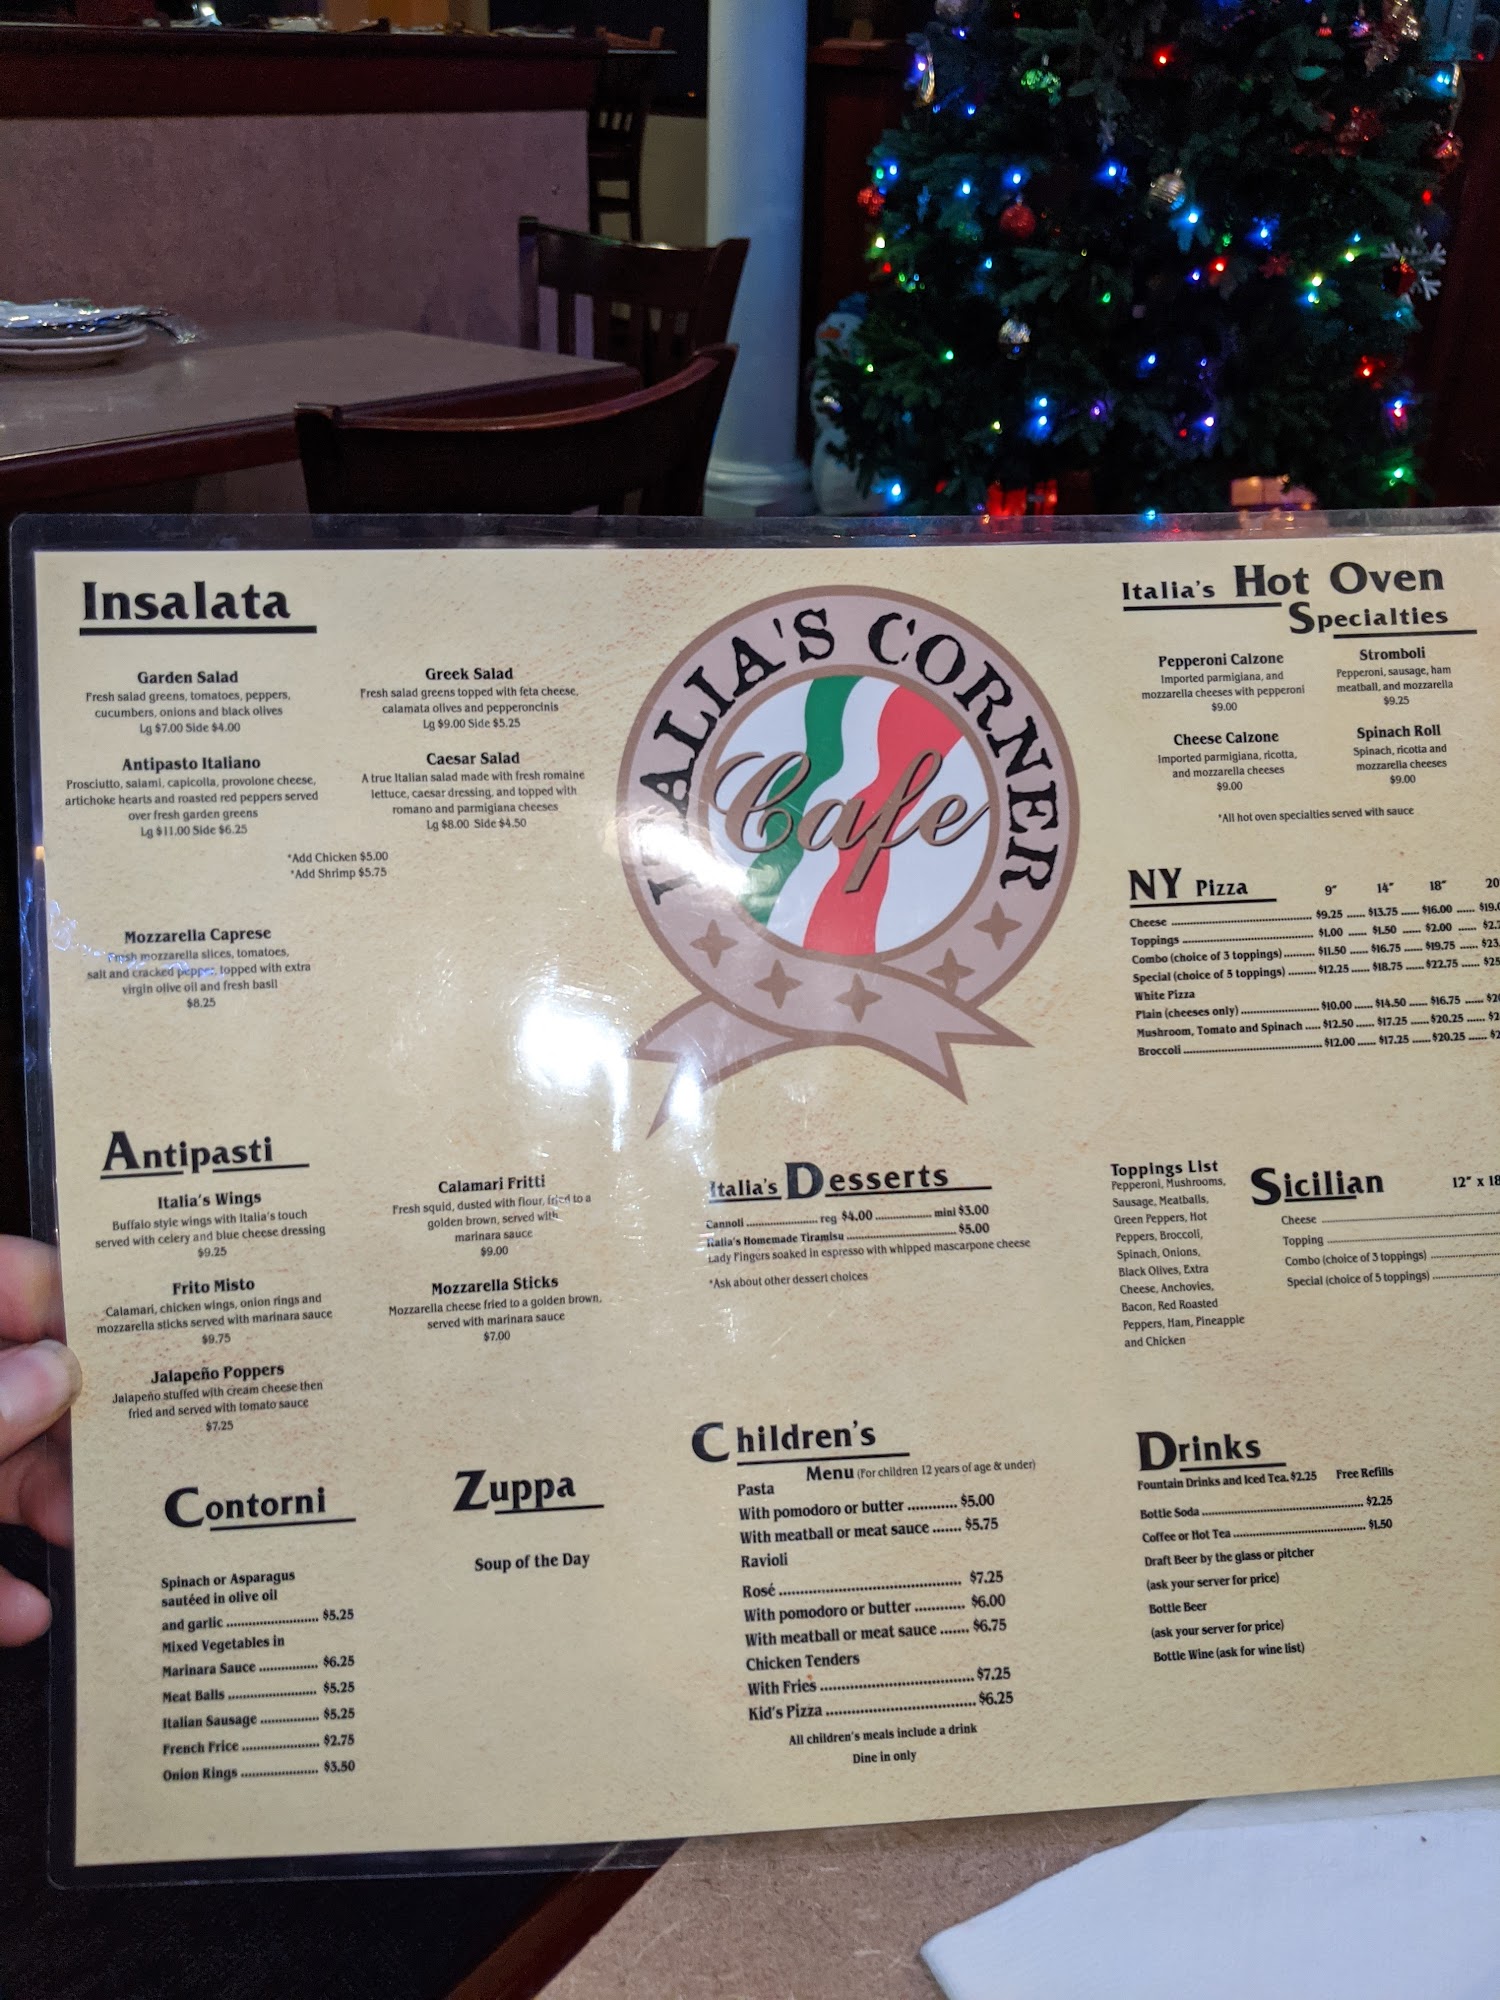 Insalata
Garden Salad
Fresh salad greens, tomatoes, peppers,
cucumbers, onions and black olives
Lg $7.00 Side $4.00
Antipasto Italiano
Prosciutto, salami, capicolla, provolone cheese,
artichoke hearts and roasted red peppers served
over fresh garden greens
Lg $11.00 Side $6.25
Greek Salad
Fresh salad greens topped with feta cheese,
calamata olives and pepperoncinis
Lg $9.00 Side $5.25
Caesar Salad
A true Italian salad made with fresh romaine
lettuce, caesar dressing, and topped with
romano and parmigiana cheeses
Lg $8.00 Side $4.50
*Add Chicken $5.00
*Add Shrimp $5.75
Mozzarella Caprese
Fresh mozzarella slices, tomatoes,
salt and cracked pepper, topped with extra
virgin olive oil and fresh basil
$8.25
ITALIA'S CORNER
Cafe
Italia's Hot Oven
Specialties
Pepperoni Calzone
Imported parmigiana, and
mozzarella cheeses with pepperoni
$9.00
Stromboli
Pepperoni, sausage, ham
meatball, and mozzarella
$9.25
Cheese Calzone
Imported parmigiana, ricotta,
and mozzarella cheeses
$9.00
Spinach Roll
Spinach, ricotta and
mozzarella cheeses
$9.00
*All hot oven specialties served with sauce
NY Pizza 9" 14" 18" 20
Cheese ........ $9.25 ...... $13.75 ...... $16.00 ...... $19.0
Toppings ........ $1.00 ...... $1.50 ...... $2.00 ...... $2.
Combo (choice of 3 toppings) ........ $11.50 ...... $16.75 ...... $19.75 ...... $23.
Special (choice of 5 toppings) ........ $12.25 ...... $18.75 ...... $22.75 ...... $25
White Pizza
Plain (cheeses only) ........ $10.00 ...... $14.50 ...... $16.75 ...... $2
Mushroom, Tomato and Spinach ..... $12.50 ...... $17.25 ...... $20.25 ...... $2
Broccoli ........ $12.00 ...... $17.25 ...... $20.25 ...... $2
Antipasti
Italia's Wings
Buffalo style wings with Italia's touch
served with celery and blue cheese dressing
$9.25
Frito Misto
Calamari, chicken wings, onion rings and
mozzarella sticks served with marinara sauce
$9.75
Jalapeño Poppers
Jalapeño stuffed with cream cheese then
fried and served with tomato sauce
$7.25
Calamari Fritti
Fresh squid, dusted with flour, fried to a
golden brown, served with
marinara sauce
$9.00
Mozzarella Sticks
Mozzarella cheese fried to a golden brown,
served with marinara sauce
$7.00
Italia's Desserts
Cannoli ........ reg $4.00 ........ mini $3.00
Italia's Homemade Tiramisu ........ $5.00
Lady Fingers soaked in espresso with whipped mascarpone cheese
*Ask about other dessert choices
Toppings List
Pepperoni, Mushrooms,
Sausage, Meatballs,
Green Peppers, Hot
Peppers, Broccoli,
Spinach, Onions,
Black Olives, Extra
Cheese, Anchovies,
Bacon, Red Roasted
Peppers, Ham, Pineapple
and Chicken
Sicilian 12" x 18
Cheese
Topping
Combo (choice of 3 toppings)
Special (choice of 5 toppings)
Contorni
Spinach or Asparagus
sautéed in olive oil
and garlic ........ $5.25
Mixed Vegetables in
Marinara Sauce ........ $6.25
Meat Balls ........ $5.25
Italian Sausage ........ $5.25
French Frice ........ $2.75
Onion Rings ........ $3.50
Zuppa
Soup of the Day
Children's
Menu (For children 12 years of age & under)
Pasta
With pomodoro or butter ........ $5.00
With meatball or meat sauce ....... $5.75
Ravioli
Rosé ........ $7.25
With pomodoro or butter ........ $6.00
With meatball or meat sauce ....... $6.75
Chicken Tenders
With Fries ........ $7.25
Kid's Pizza ........ $6.25
All children's meals include a drink
Dine in only
Drinks
Fountain Drinks and Iced Tea. $2.25 Free Refills
Bottle Soda ........ $2.25
Coffee or Hot Tea ........ $1.50
Draft Beer by the glass or pitcher
(ask your server for price)
Bottle Beer
(ask your server for price)
Bottle Wine (ask for wine list)